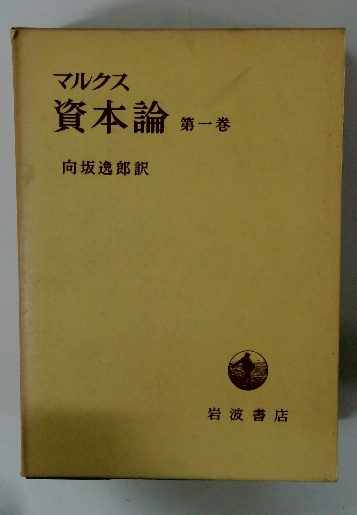 マルクス
資本論 第一巻
向坂逸郎訳
岩波書店